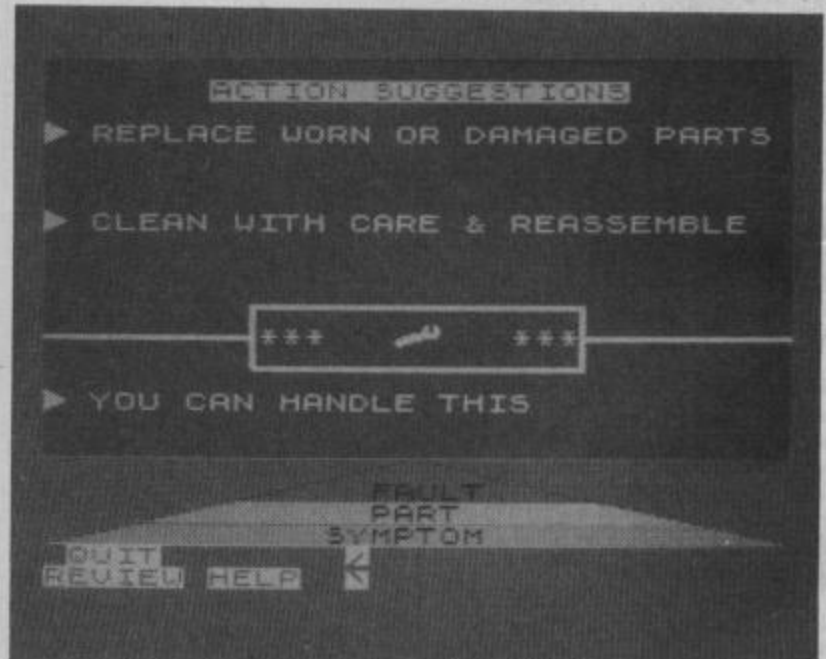 ACTION SUGGESTIONS
▶ REPLACE WORN OR DAMAGED PARTS
▶ CLEAN WITH CARE & REASSEMBLE
*** ***
▶ YOU CAN HANDLE THIS
FAULT
PART
SYMPTOM
QUIT
REVIEW HELP ←